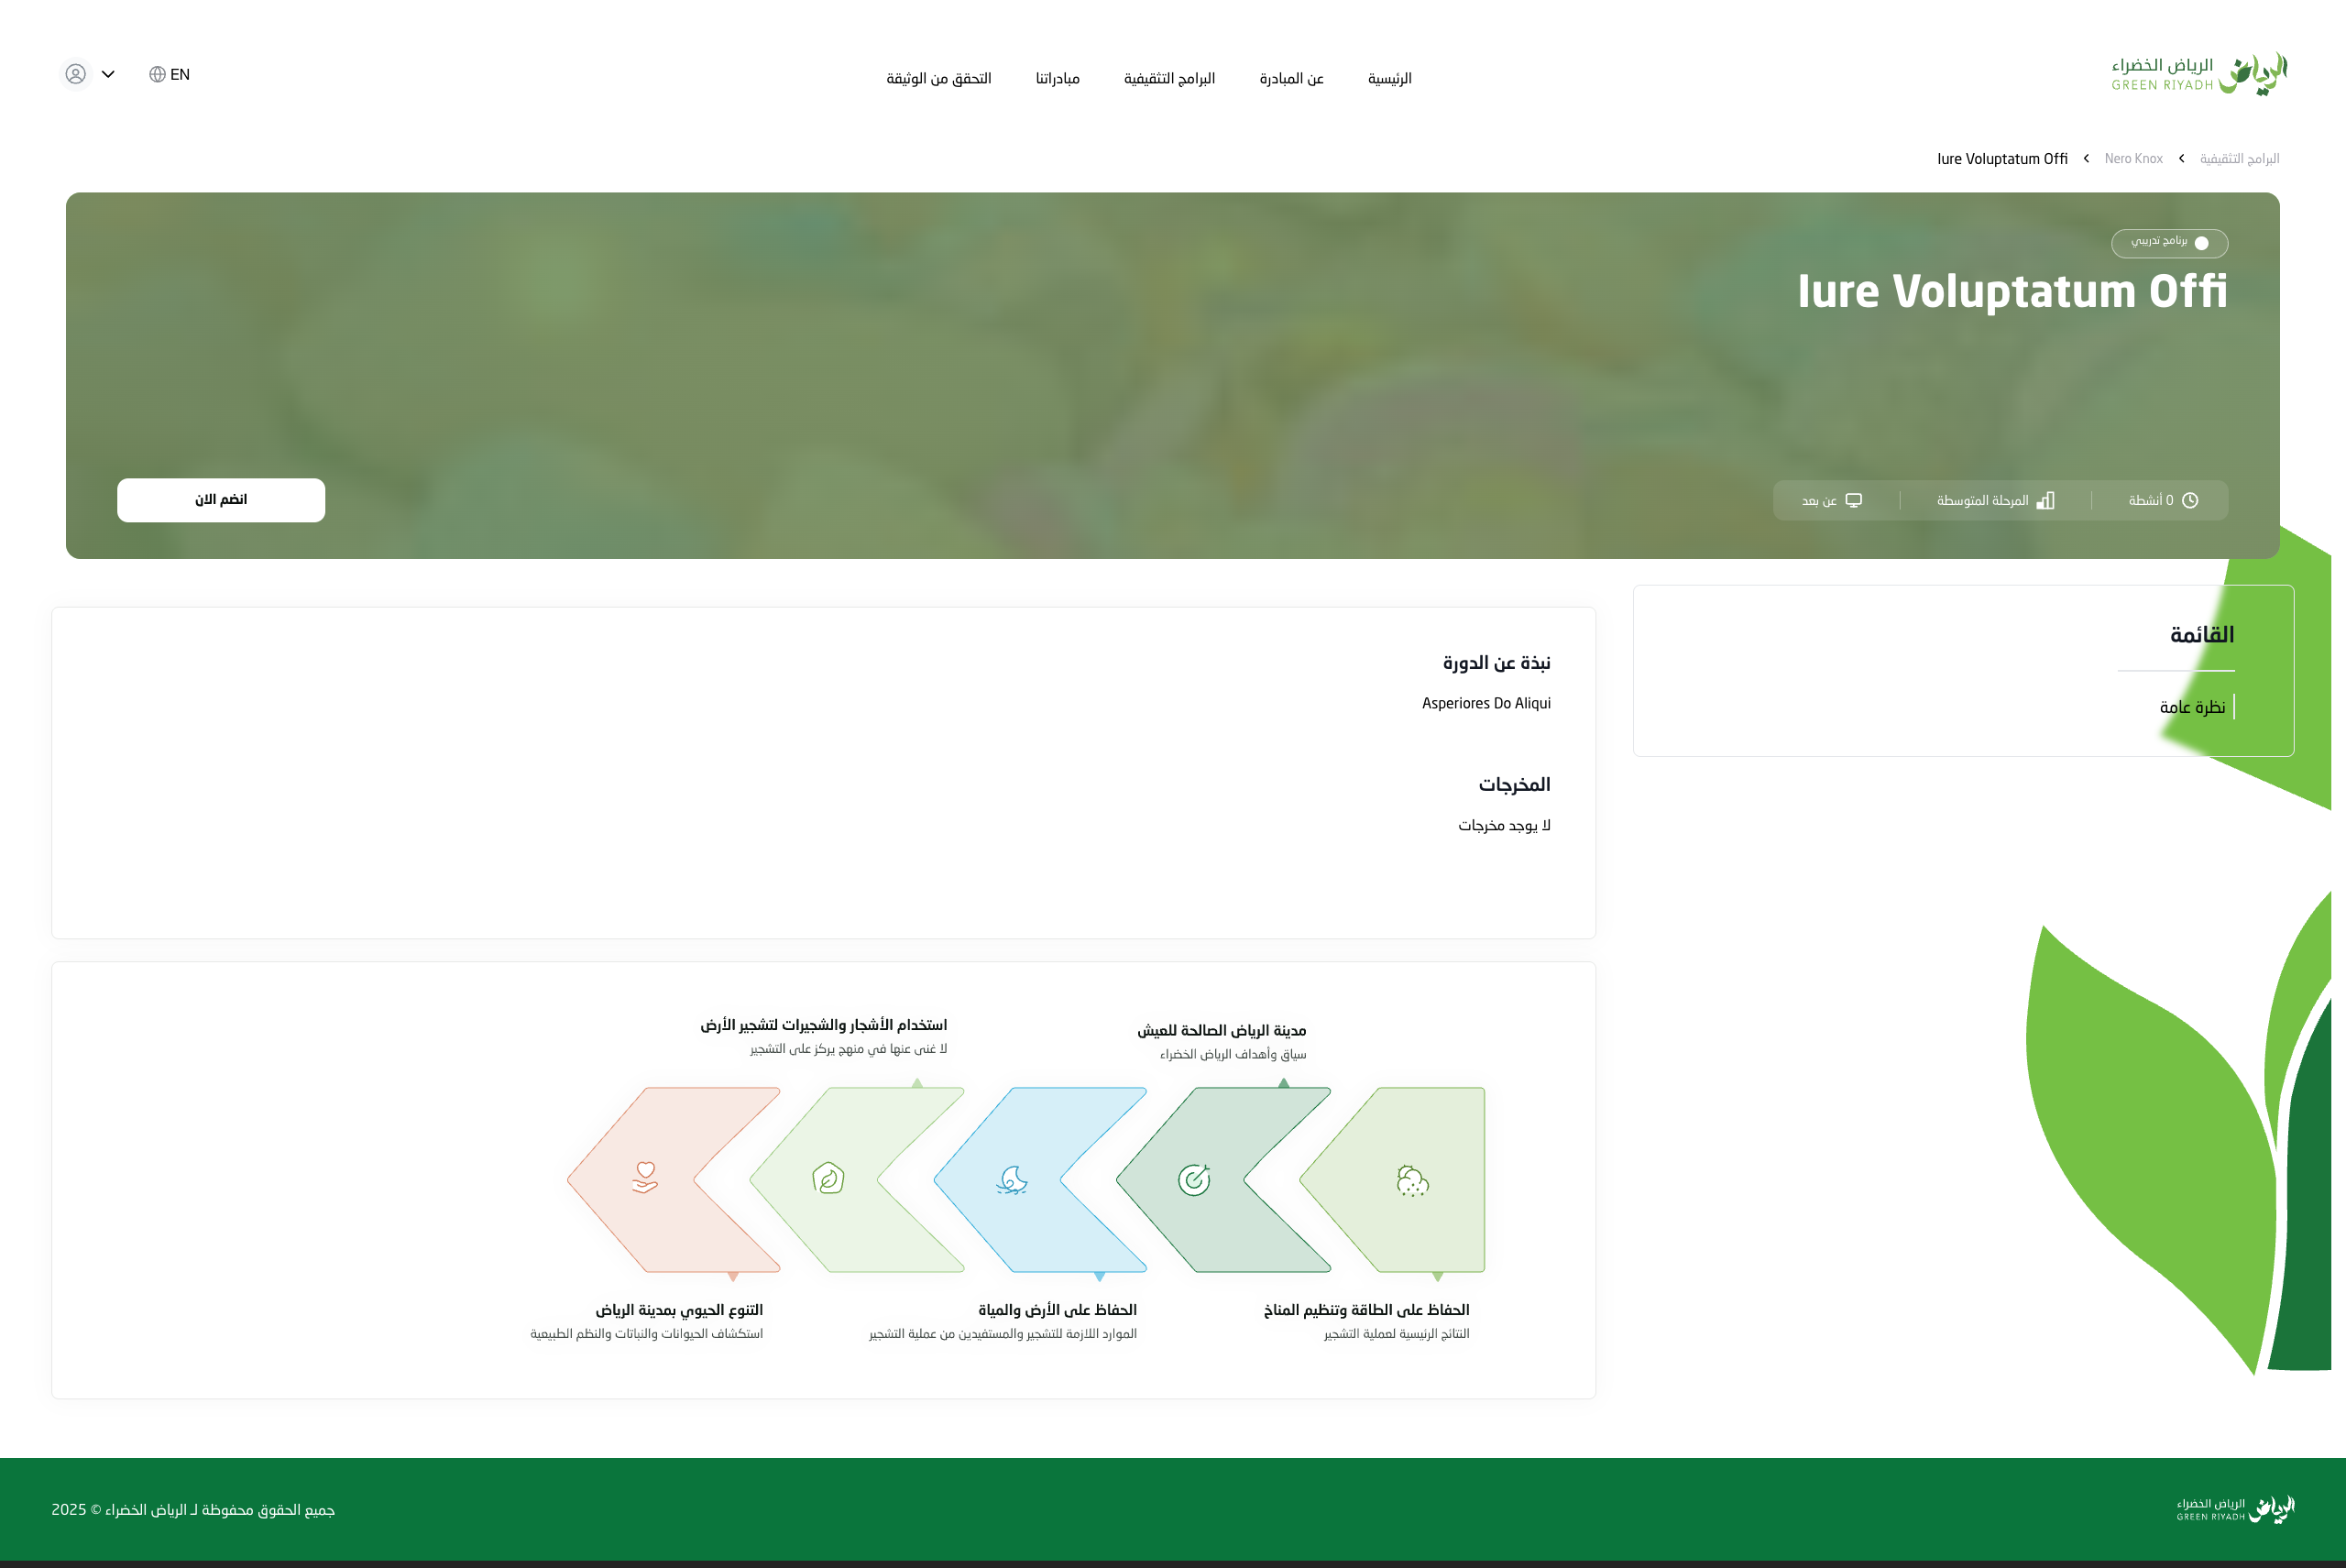 الرياض
الرياض الخضراء
GREEN RIYADH
الرئيسية
عن المبادرة
البرامج التثقيفية
مبادراتنا
التحقق من الوثيقة
EN
البرامج التثقيفية
Nero Knox
Iure Voluptatum Offi
برنامج تدريبي
Iure Voluptatum Offi
0 أنشطة
المرحلة المتوسطة
عن بعد
انضم الان
القائمة
نظرة عامة
نبذة عن الدورة
Asperiores Do Aliqui
المخرجات
لا يوجد مخرجات
مدينة الرياض الصالحة للعيش
سياق وأهداف الرياض الخضراء
استخدام الأشجار والشجيرات لتشجير الأرض
لا غنى عنها في منهج يركز على التشجير
الحفاظ على الطاقة وتنظيم المناخ
النتائج الرئيسية لعملية التشجير
الحفاظ على الأرض والمياة
الموارد اللازمة للتشجير والمستفيدين من عملية التشجير
التنوع الحيوي بمدينة الرياض
استكشاف الحيوانات والنباتات والنظم الطبيعية
الرياض
الرياض الخضراء
GREEN RIYADH
جميع الحقوق محفوظة لـ الرياض الخضراء © 2025